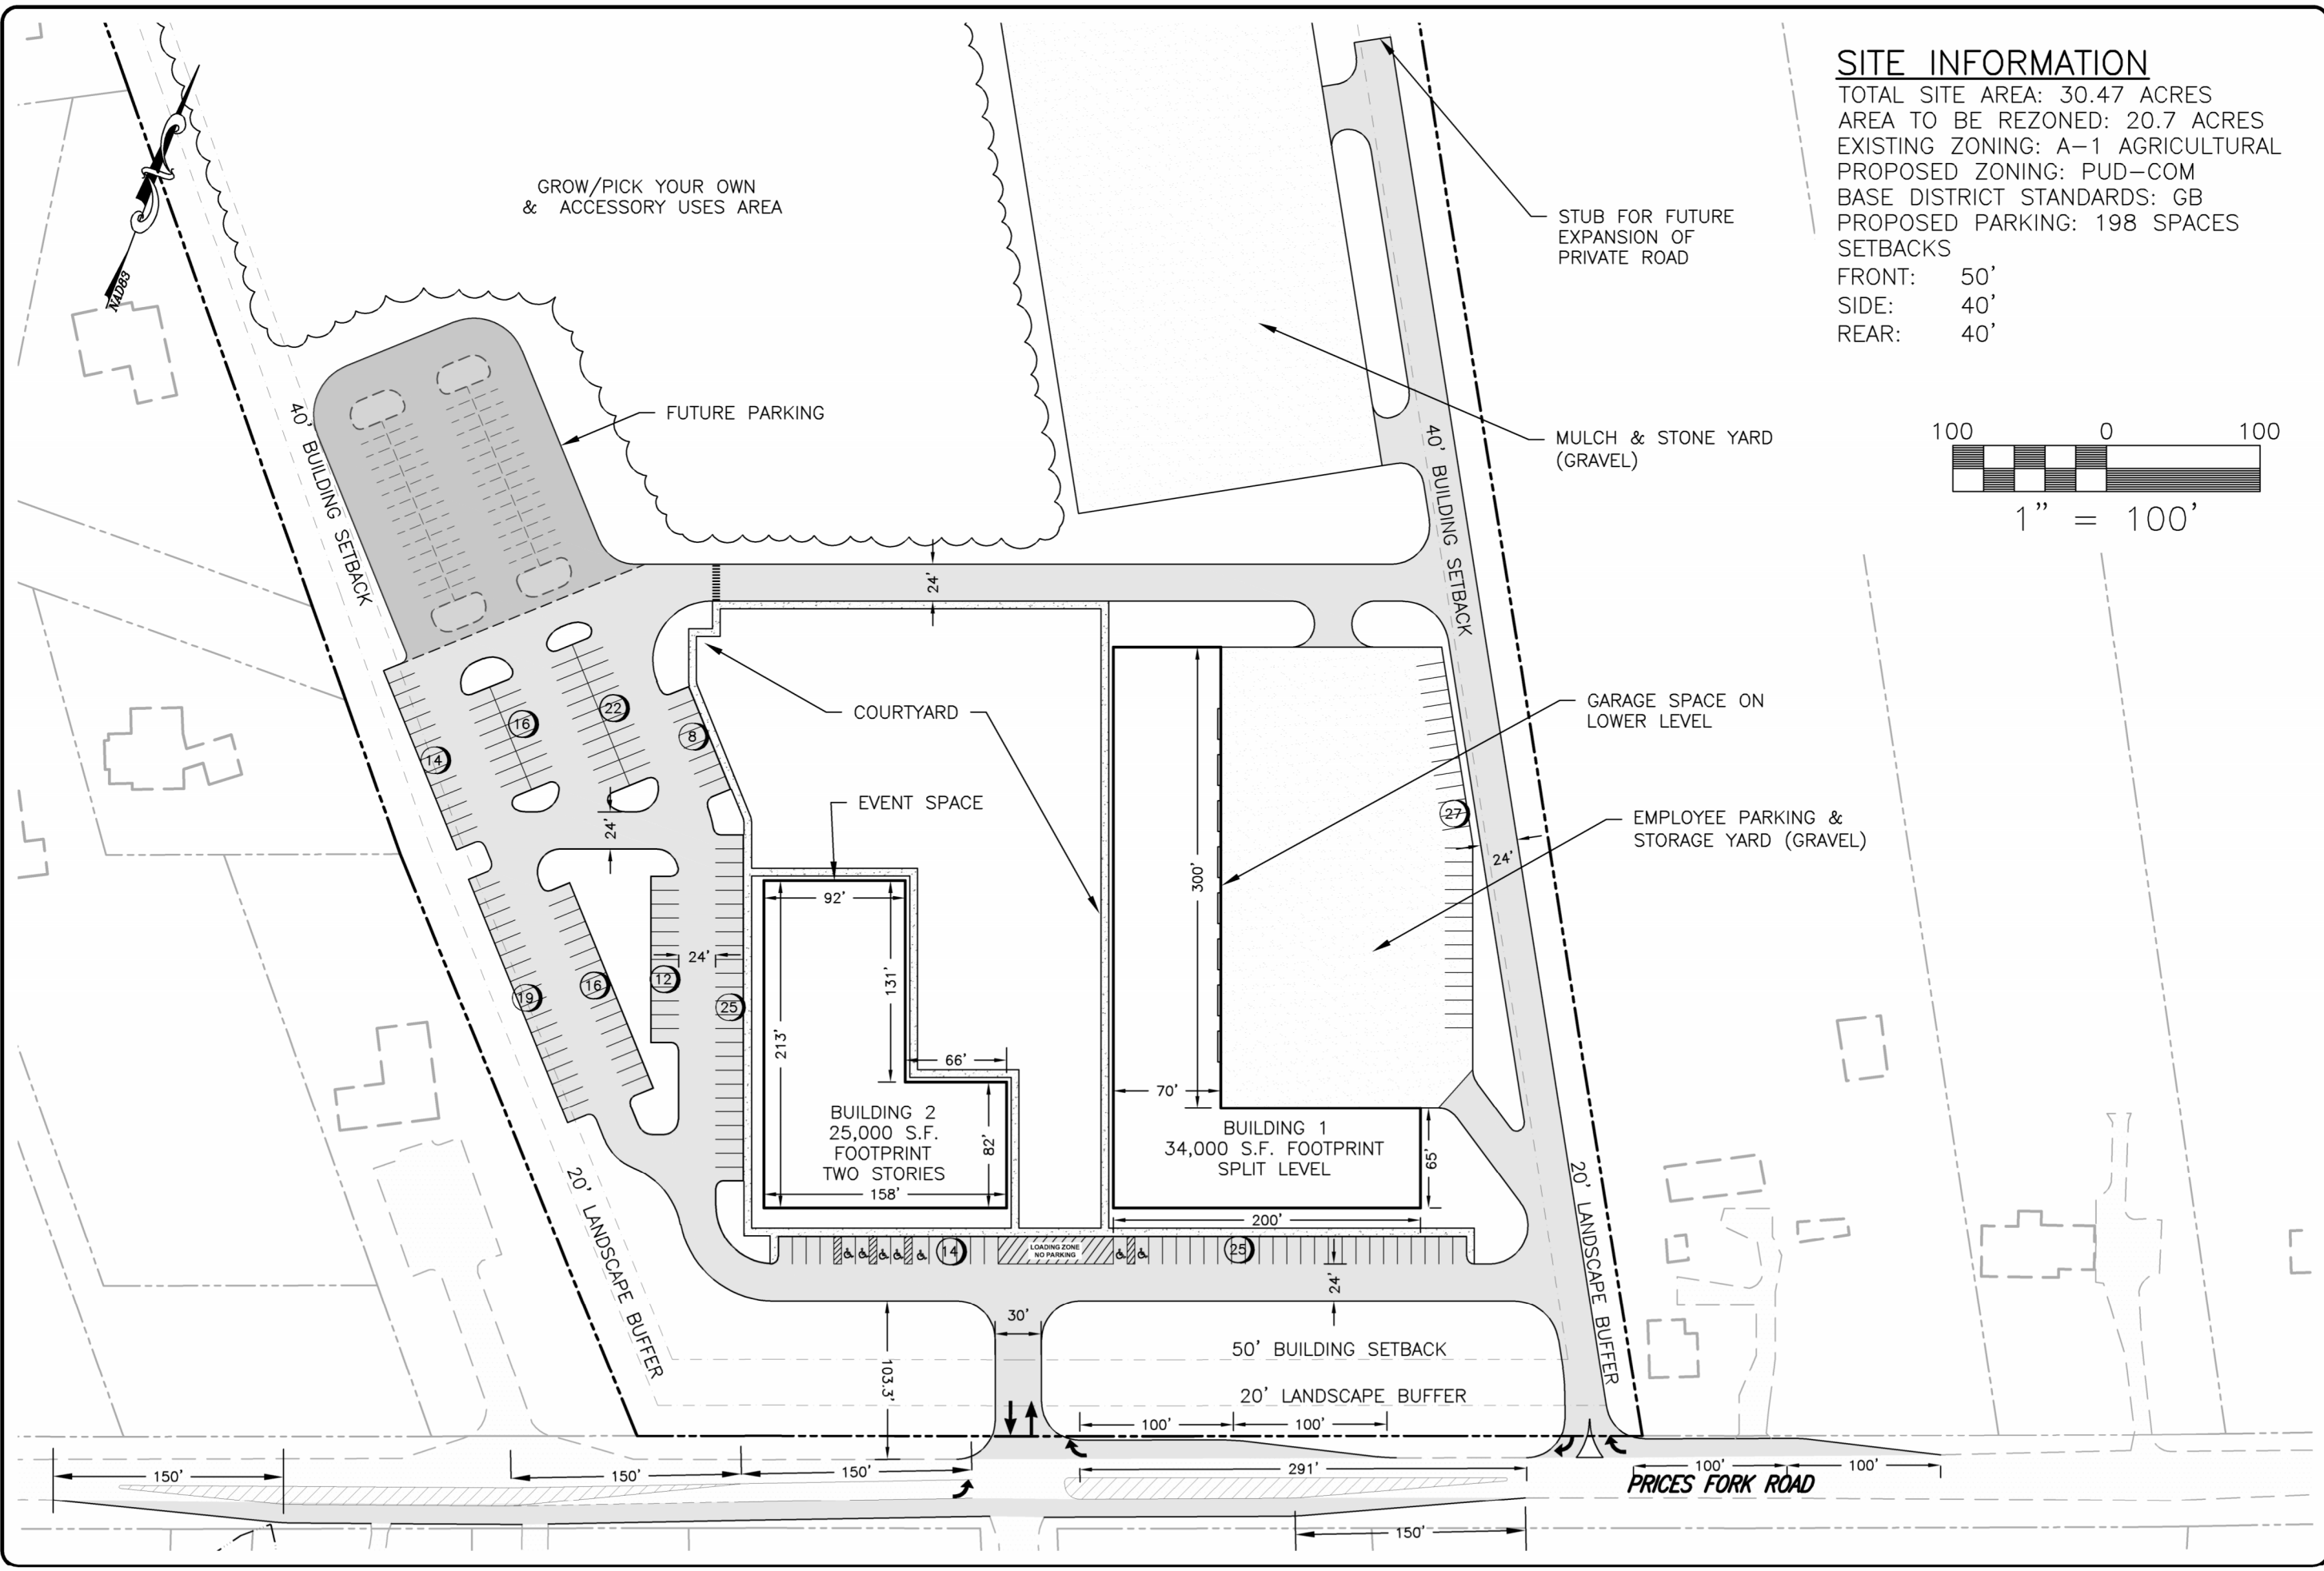 SITE INFORMATION
TOTAL SITE AREA: 30.47 ACRES
AREA TO BE REZONED: 20.7 ACRES
EXISTING ZONING: A-1 AGRICULTURAL
PROPOSED ZONING: PUD-COM
BASE DISTRICT STANDARDS: GB
PROPOSED PARKING: 198 SPACES
SETBACKS
FRONT: 50'
SIDE: 40'
REAR: 40'
100 0 100
1" = 100'
NAD83
GROW/PICK YOUR OWN
& ACCESSORY USES AREA
STUB FOR FUTURE
EXPANSION OF
PRIVATE ROAD
FUTURE PARKING
MULCH & STONE YARD
(GRAVEL)
40' BUILDING SETBACK
40' BUILDING SETBACK
24'
COURTYARD
GARAGE SPACE ON
LOWER LEVEL
EVENT SPACE
EMPLOYEE PARKING &
STORAGE YARD (GRAVEL)
14
16
22
8
24'
27
24'
300'
92'
131'
213'
24'
19
16
12
25
66'
82'
158'
70'
BUILDING 2
25,000 S.F.
FOOTPRINT
TWO STORIES
BUILDING 1
34,000 S.F. FOOTPRINT
SPLIT LEVEL
65'
200'
14
LOADING ZONE
NO PARKING
25
24'
20' LANDSCAPE BUFFER
20' LANDSCAPE BUFFER
103.3'
30'
50' BUILDING SETBACK
20' LANDSCAPE BUFFER
100'
100'
150'
150'
150'
291'
100'
100'
PRICES FORK ROAD
150'